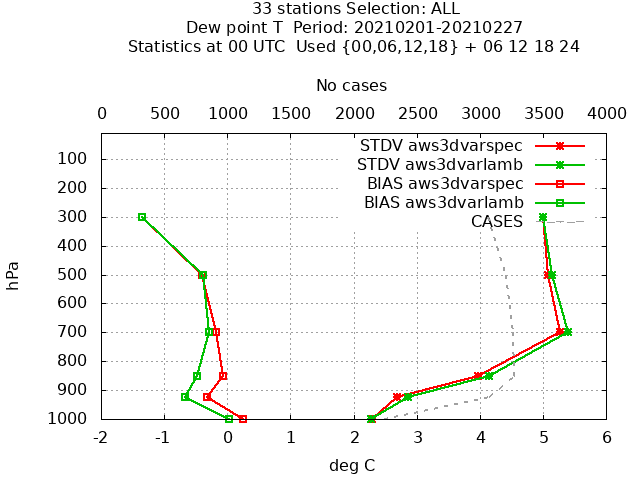 33 stations Selection: ALL
Dew point T  Period: 20210201-20210227
Statistics at 00 UTC  Used {00,06,12,18} + 06 12 18 24
No cases
0 500 1000 1500 2000 2500 3000 3500 4000
STDV aws3dvarspec
STDV aws3dvarlamb
BIAS aws3dvarspec
BIAS aws3dvarlamb
CASES
hPa
100
200
300
400
500
600
700
800
900
1000
-2 -1 0 1 2 3 4 5 6
deg C